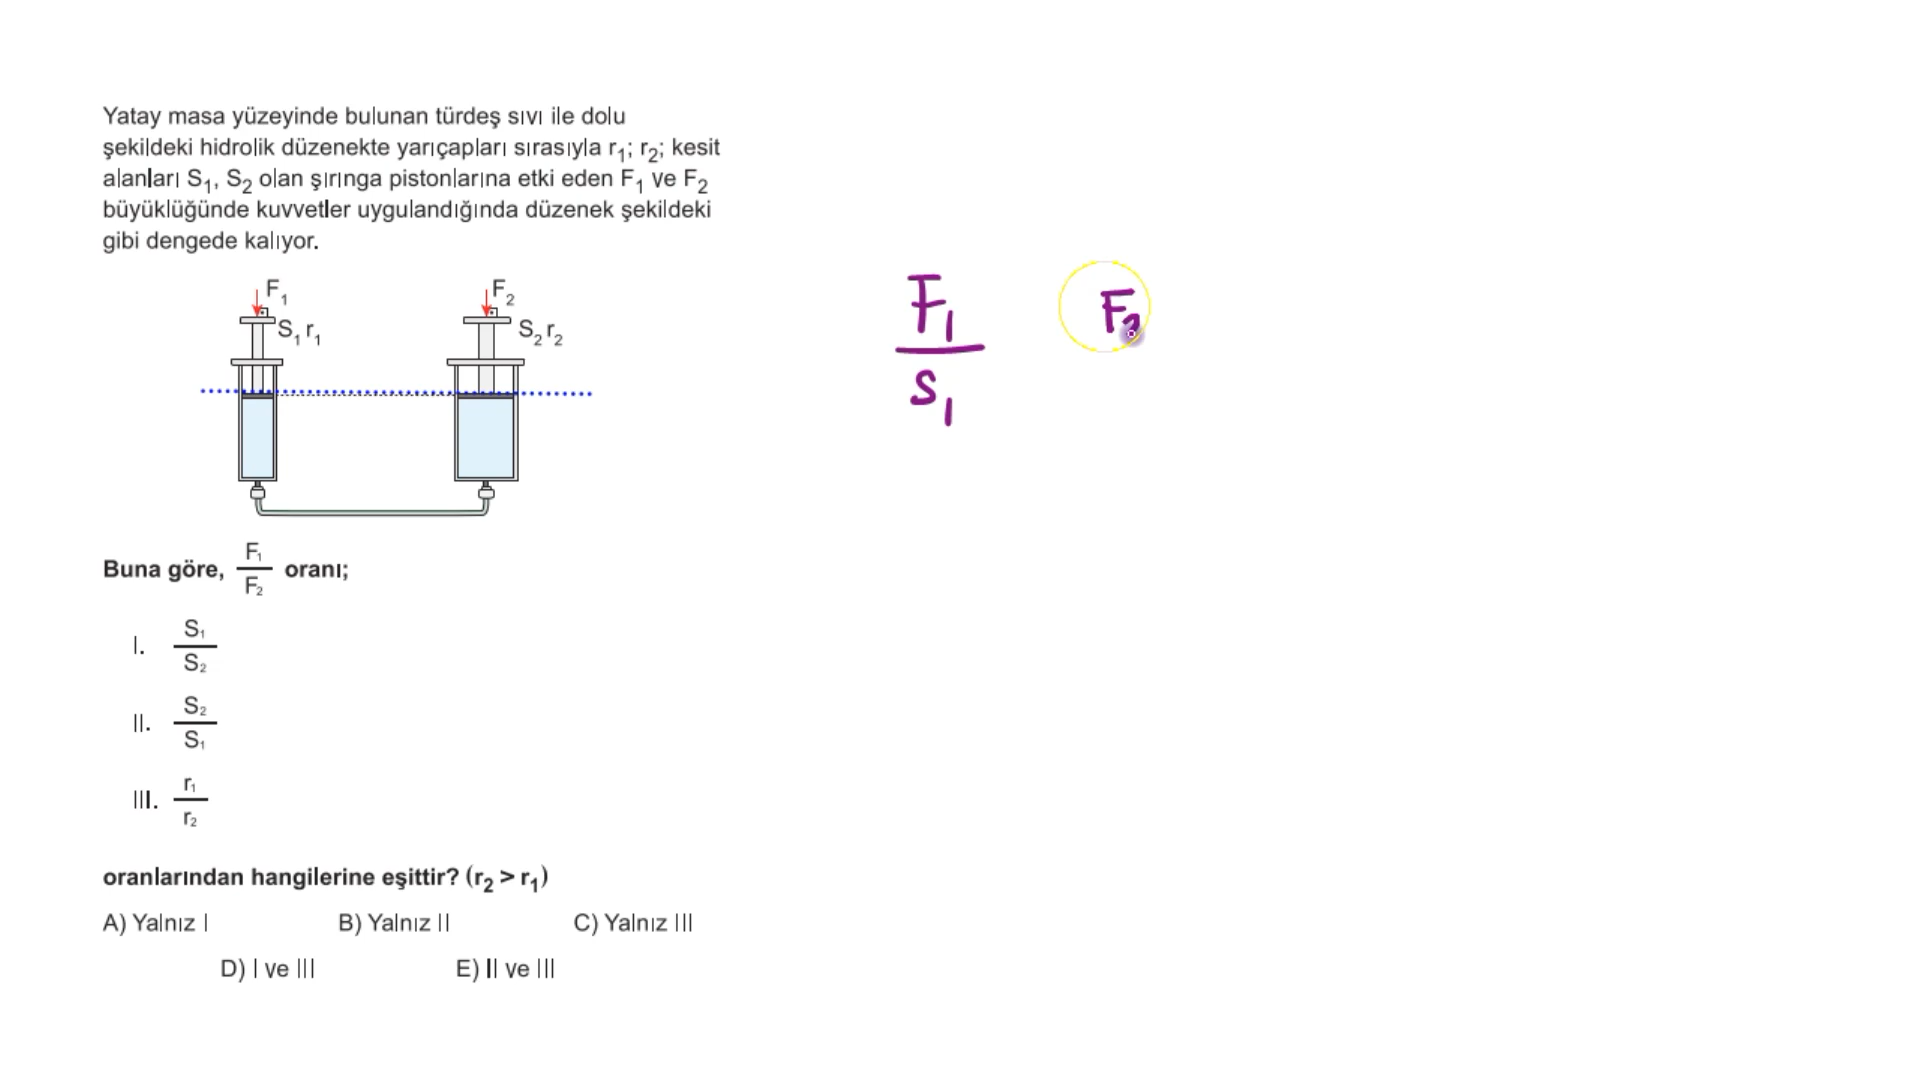 Yatay masa yüzeyinde bulunan türdeş sıvı ile dolu
şekildeki hidrolik düzenekte yarıçapları sırasıyla r1; r2; kesit
alanları S1, S2 olan şırınga pistonlarına etki eden F1 ve F2
büyüklüğünde kuvvetler uygulandığında düzenek şekildeki
gibi dengede kalıyor.
F1
F2
S1 r1
S2 r2
F1
S1
F2
Buna göre, F1/F2 oranı;
I. S1/S2
II. S2/S1
III. r1/r2
oranlarından hangilerine eşittir? (r2 > r1)
A) Yalnız I B) Yalnız II C) Yalnız III
D) I ve III E) II ve III